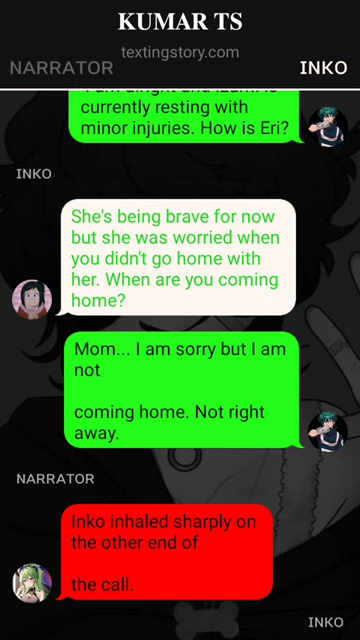 KUMAR TS
textingstory.com
NARRATOR
INKO
currently resting with
minor injuries. How is Eri?
INKO
She's being brave for now
but she was worried when
you didn't go home with
her. When are you coming
home?
Mom... I am sorry but I am
not
coming home. Not right
away.
NARRATOR
Inko inhaled sharply on
the other end of
the call.
INKO